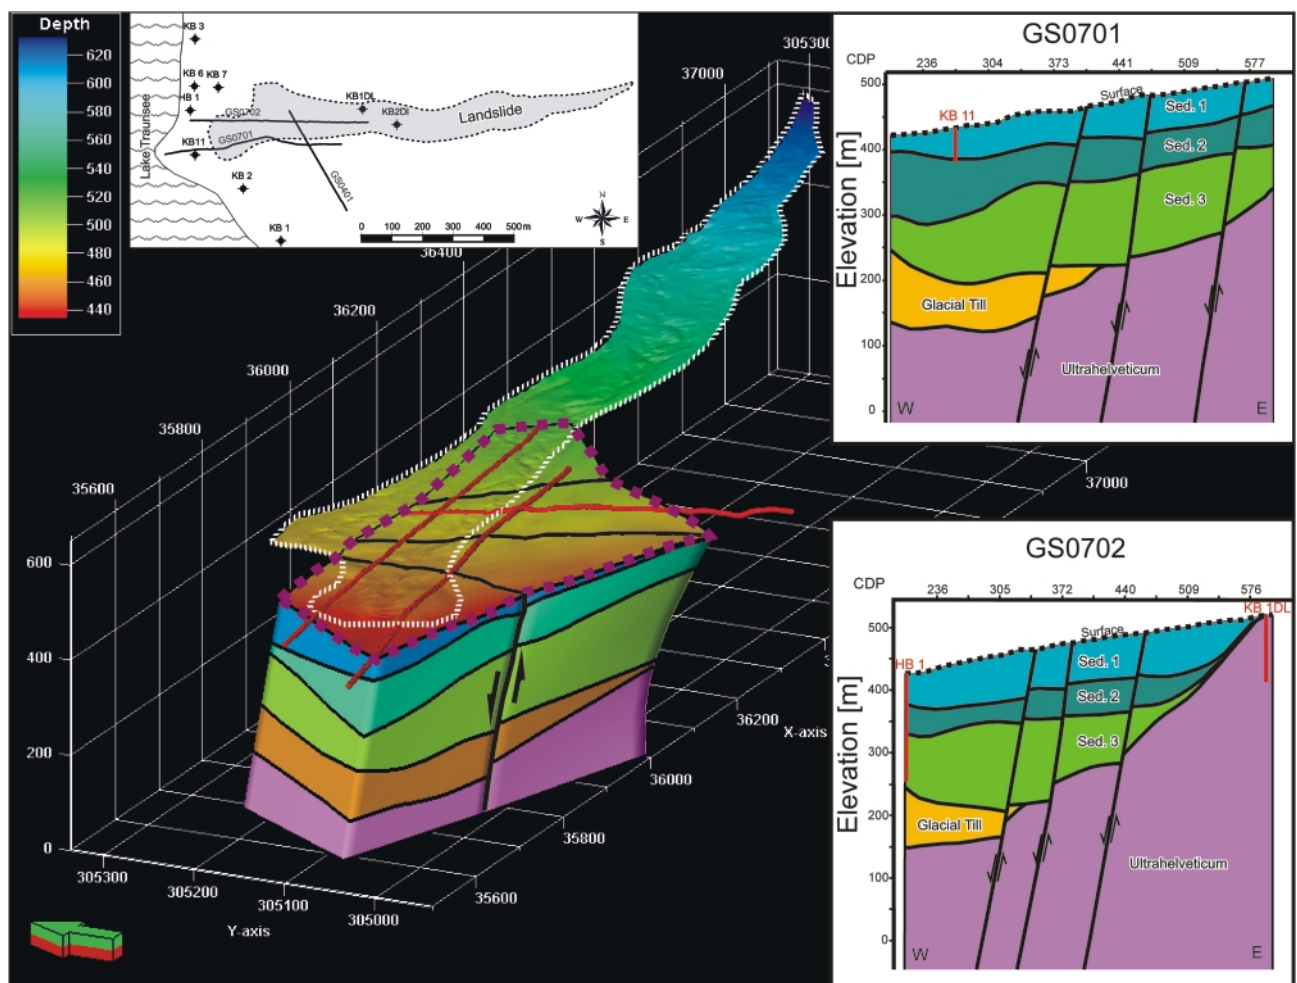 Depth
620
600
580
560
540
520
500
480
460
440
KB 3
KB 6 KB 7
HB 1
GS0702
KB1DL
KB2Dl
Landslide
Lake Traunsee
KB11
GS0701
GS0401
KB 2
KB 1
N
W E
S
0 100 200 300 400 500m
305300
37000
36400
36200
36000
35800
35600
600
400
200
0
305300
305200
305100
305000
Y-axis
35600
35800
36000
36200
X-axis
37000
GS0701
CDP
236 304 373 441 509 577
Elevation [m]
500
400
300
200
100
0
KB 11
Surface
Sed. 1
Sed. 2
Sed. 3
Glacial Till
Ultrahelveticum
W E
GS0702
CDP
236 305 372 440 509 576
Elevation [m]
500
400
300
200
100
0
HB 1
KB 1DL
Surface
Sed. 1
Sed. 2
Sed. 3
Glacial Till
Ultrahelveticum
W E